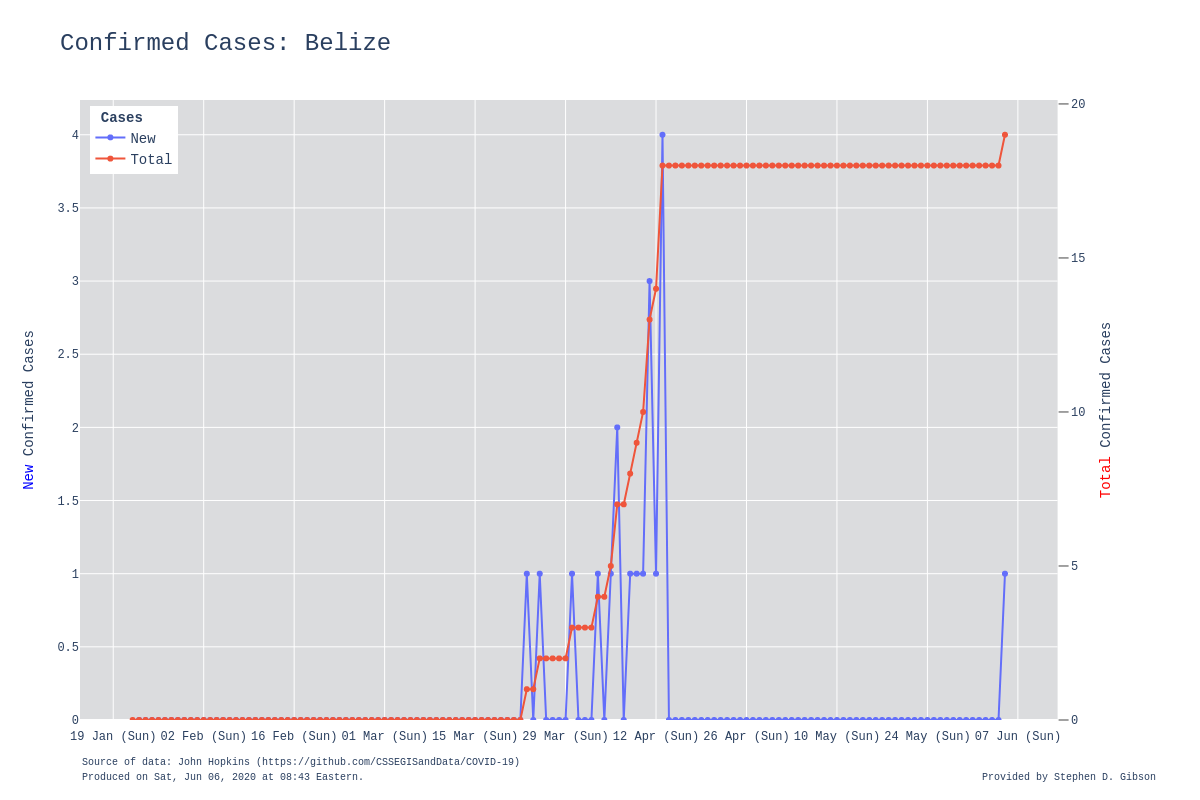 Confirmed Cases: Belize
Cases
New
Total
4
3.5
3
2.5
2
1.5
1
0.5
0
New Confirmed Cases
20
15
10
5
0
Total Confirmed Cases
19 Jan (Sun) 02 Feb (Sun) 16 Feb (Sun) 01 Mar (Sun) 15 Mar (Sun) 29 Mar (Sun) 12 Apr (Sun) 26 Apr (Sun) 10 May (Sun) 24 May (Sun) 07 Jun (Sun)
Source of data: John Hopkins (https://github.com/CSSEGISandData/COVID-19)
Produced on Sat, Jun 06, 2020 at 08:43 Eastern.
Provided by Stephen D. Gibson